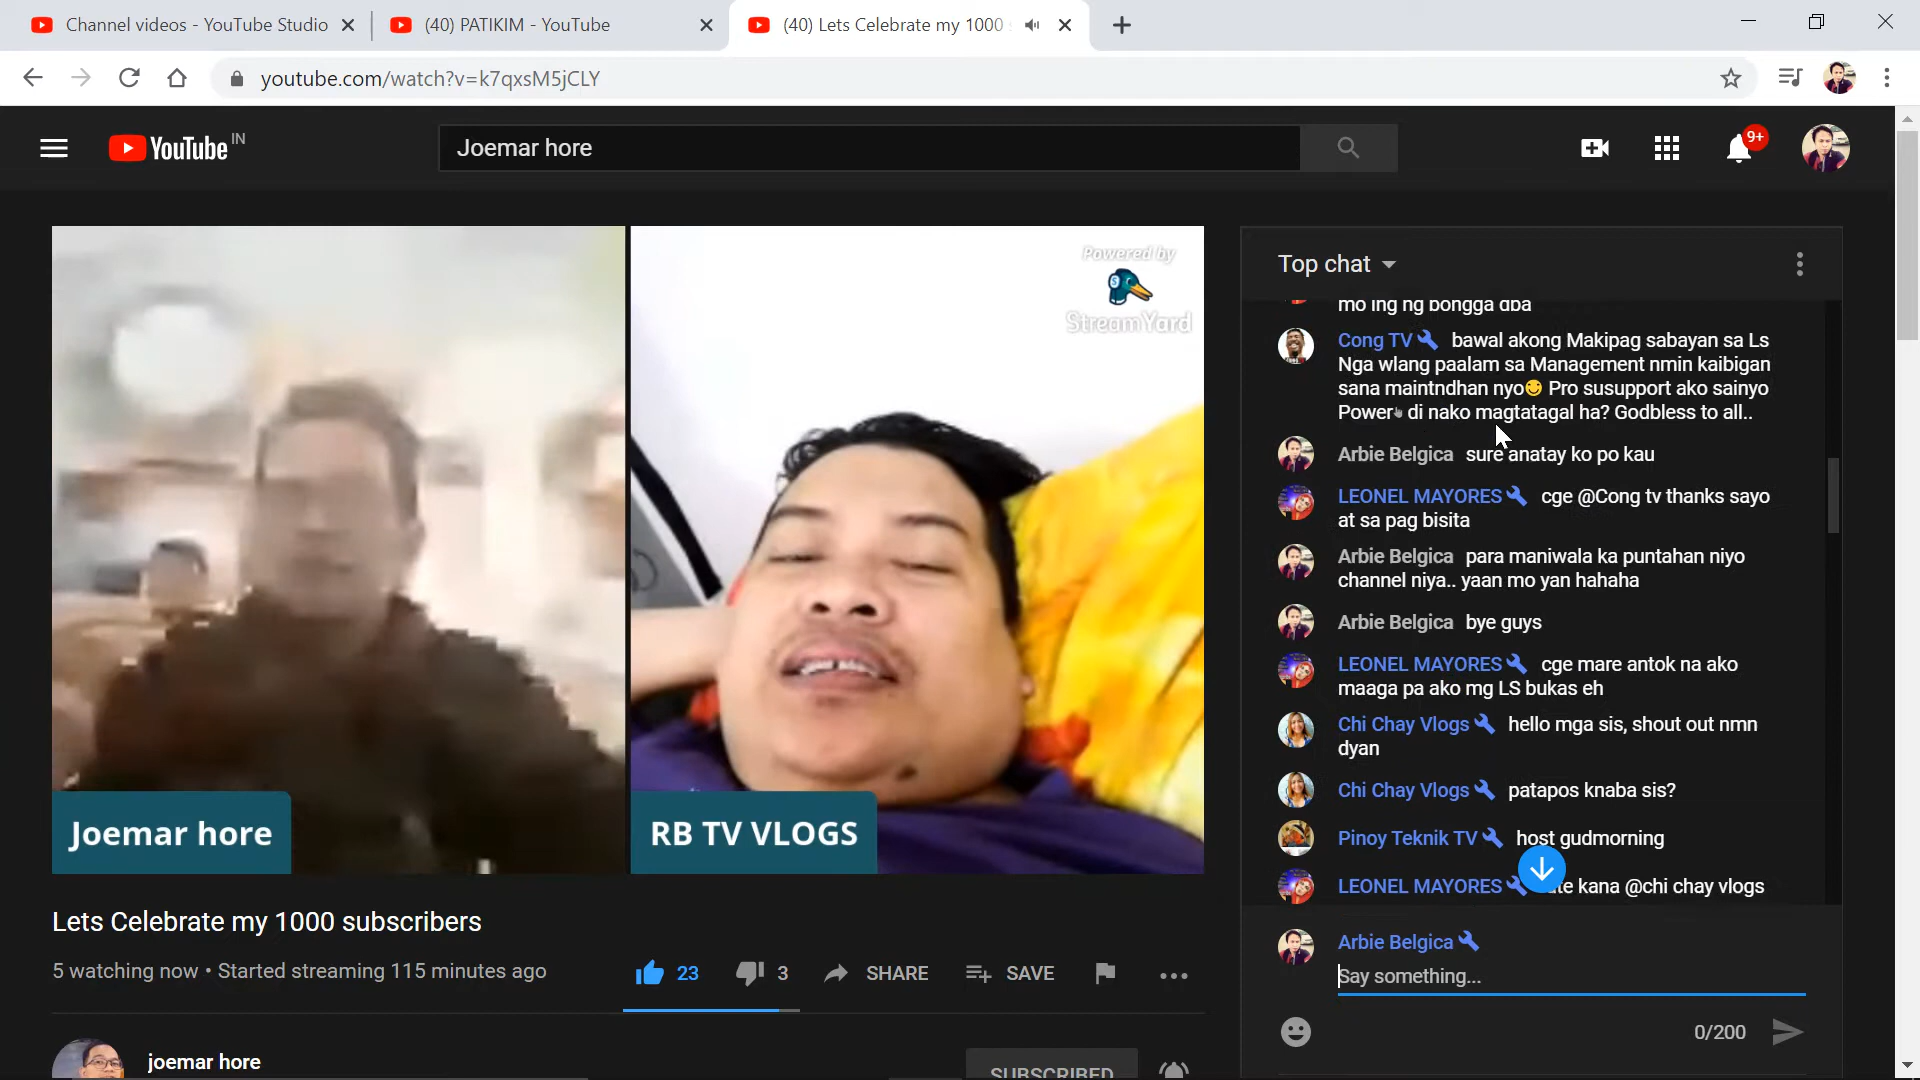 Channel videos - YouTube Studio
(40) PATIKIM - YouTube
(40) Lets Celebrate my 1000
youtube.com/watch?v=k7qxsM5jCLY
YouTube IN
Joemar hore
9+
Powered by
StreamYard
Joemar hore
RB TV VLOGS
Top chat
mo ing ng bongga dba
Cong TV bawal akong Makipag sabayan sa Ls
Nga wlang paalam sa Management nmin kaibigan
sana maintndhan nyo Pro susupport ako sainyo
Power di nako magtatagal ha? Godbless to all..
Arbie Belgica sure anatay ko po kau
LEONEL MAYORES cge @Cong tv thanks sayo
at sa pag bisita
Arbie Belgica para maniwala ka puntahan niyo
channel niya.. yaan mo yan hahaha
Arbie Belgica bye guys
LEONEL MAYORES cge mare antok na ako
maaga pa ako mg LS bukas eh
Chi Chay Vlogs hello mga sis, shout out nmn
dyan
Chi Chay Vlogs patapos knaba sis?
Pinoy Teknik TV host gudmorning
LEONEL MAYORES kana @chi chay vlogs
Arbie Belgica
Say something...
0/200
Lets Celebrate my 1000 subscribers
5 watching now • Started streaming 115 minutes ago
23
3
SHARE
SAVE
joemar hore
SUBSCRIBED